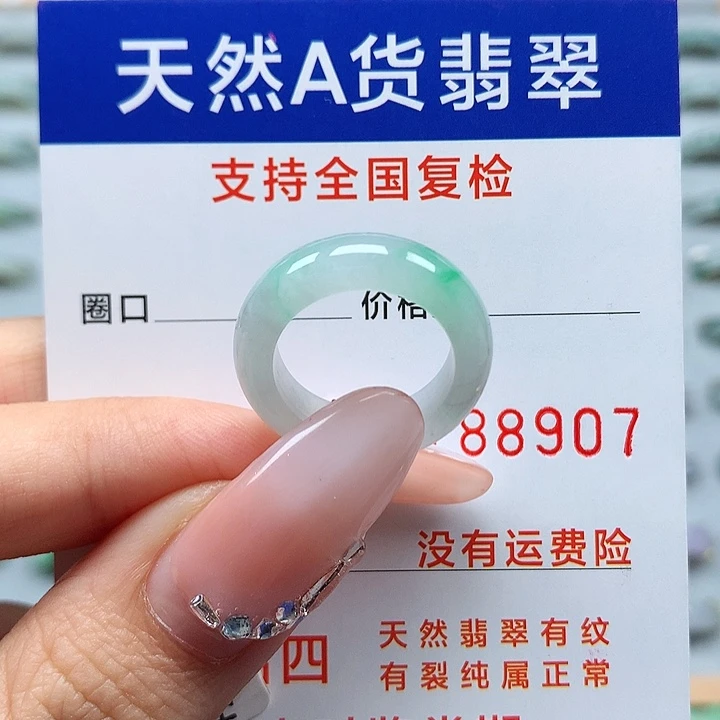 天然A货翡翠
支持全国复检
圈口 价格
88907
没有运费险
四 天然翡翠有纹
有裂纯属正常